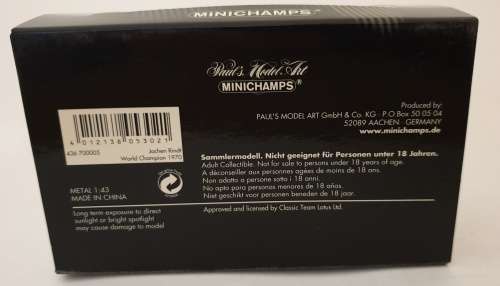 MINICHAMPS
Paul's Model Art
MINICHAMPS®
Produced by:
PAUL'S MODEL ART GmbH & Co. KG · P.O Box 50 05 04
52089 AACHEN · GERMANY
www.minichamps.de
4 012138 053021
436 700005
Jochen Rindt
World Champion 1970
METAL 1:43
MADE IN CHINA
Long term exposure to direct
sunlight or bright spotlight
may cause damage to model
Sammlermodell. Nicht geeignet für Personen unter 18 Jahren.
Adult Collectible. Not for sale to persons under 18 years of age.
A déconseiller aux personnes agées de moins de 18 ans.
Non adatto a persone sotto i 18 anni.
No apto para personas menores de 18 años.
Niet geschikt voor personen beneden de 18 jaar.
Approved and licensed by Classic Team Lotus Ltd.